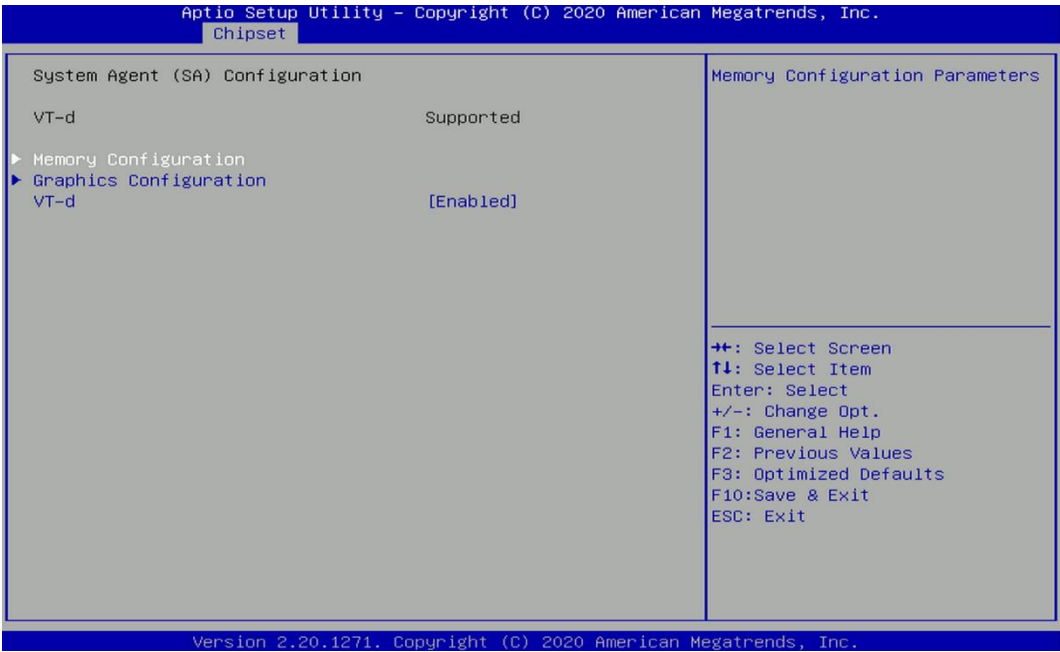 Aptio Setup Utility – Copyright (C) 2020 American Megatrends, Inc.
Chipset
System Agent (SA) Configuration
VT-d Supported
▶ Memory Configuration
▶ Graphics Configuration
VT-d [Enabled]
Memory Configuration Parameters
→←: Select Screen
↑↓: Select Item
Enter: Select
+/-: Change Opt.
F1: General Help
F2: Previous Values
F3: Optimized Defaults
F10:Save & Exit
ESC: Exit
Version 2.20.1271. Copyright (C) 2020 American Megatrends, Inc.